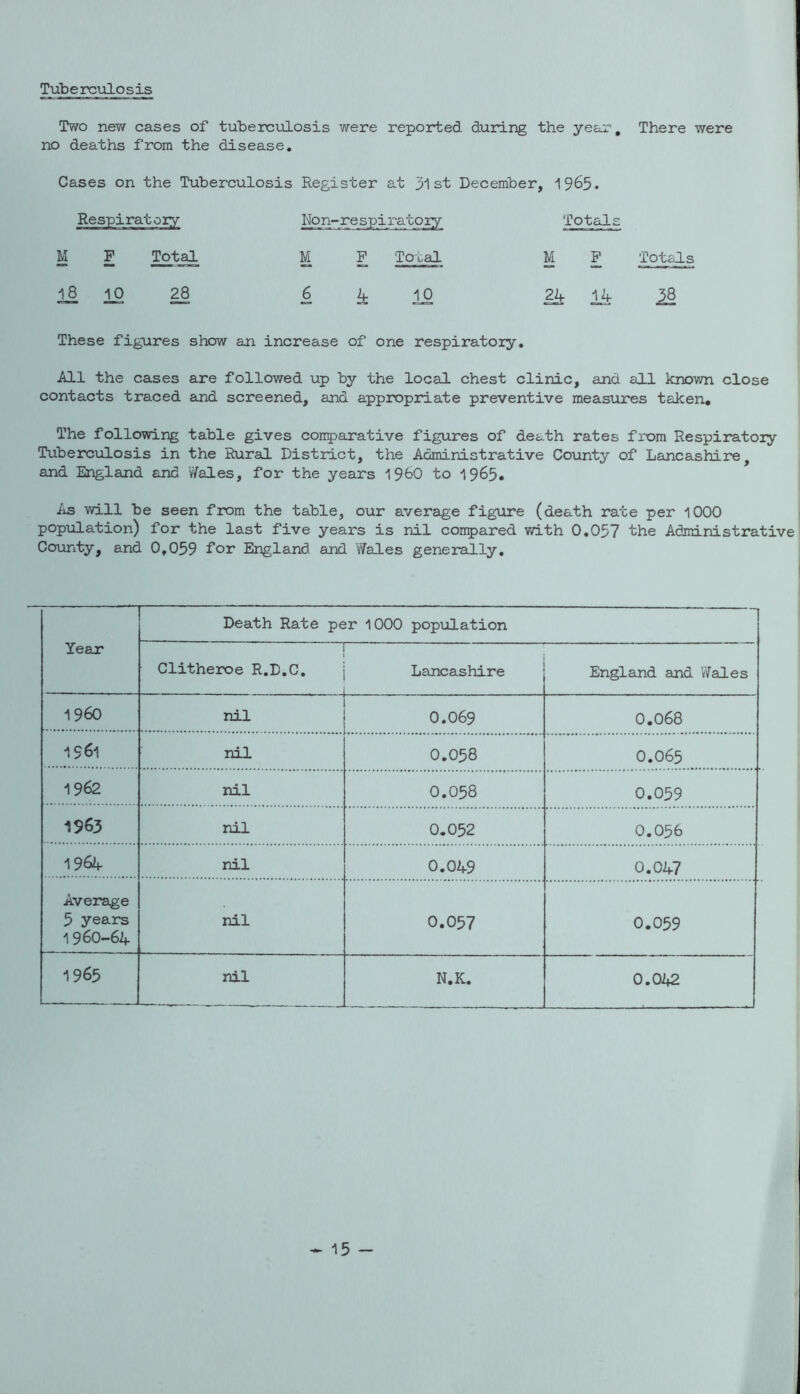 Tuberculosis
Two new cases of tuberculosis were reported during the year. There were
no deaths from the disease.
Cases on the Tuberculosis Register at 31st December, 1965.
Respiratory Non-respiratory Totals
M F Total M F Total M F Totals
18 10 28 6 4 10 24 14 38
These figures show an increase of one respiratory.
All the cases are followed up by the local chest clinic, and all known close
contacts traced and screened, and appropriate preventive measures taken.
The following table gives comparative figures of death rates from Respiratory
Tuberculosis in the Rural District, the Administrative County of Lancashire,
and England and Wales, for the years 1960 to 1965.
As will be seen from the table, our average figure (death rate per 1000
population) for the last five years is nil compared with 0.057 the Administrative
County, and 0.059 for England and Wales generally.
Death Rate per 1000 population
Year
Clitheroe R.D.C. Lancashire England and Wales
1960 nil 0.069 0.068
1961 nil 0.058 0.065
1962 nil 0.058 0.059
1963 nil 0.052 0.056
1964 nil 0.049 0.047
Average
5 years nil 0.057 0.059
1960-64
1965 nil N.K. 0.042
- 15 -